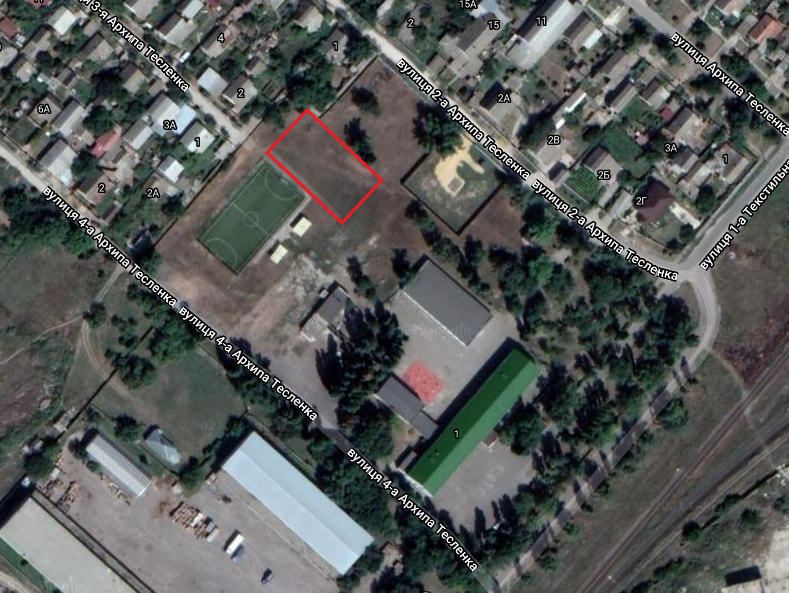 15А
11
15
2
4
1
М 3-я Архипа Тесленка
вулиця 2-а Архипа Тесленка
вулиця Архипа Тесленка
2
2А
6А
3А
1
2В
3А
1
2Б
2
2А
2Г
вулиця 4-а Архипа Тесленка
вулиця 2-а Архипа Тесленка
вулиця 1-а Текстильна
вулиця 4-а Архипа Тесленка
1
вулиця 4-а Архипа Тесленка